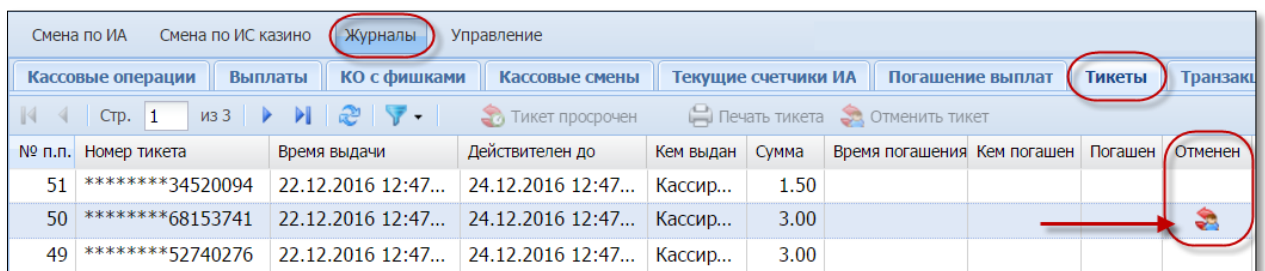 Смена по ИА Смена по ИС казино Журналы Управление
Кассовые операции Выплаты КО с фишками Кассовые смены Текущие счетчики ИА Погашение выплат Тикеты Транзакц
Стр. 1 из 3 Тикет просрочен Печать тикета Отменить тикет
№ п.п. Номер тикета Время выдачи Действителен до Кем выдан Сумма Время погашения Кем погашен Погашен Отменен
51 ********34520094 22.12.2016 12:47... 24.12.2016 12:47... Кассир... 1.50
50 ********68153741 22.12.2016 12:47... 24.12.2016 12:47... Кассир... 3.00
49 ********52740276 22.12.2016 12:47... 24.12.2016 12:47... Кассир... 3.00